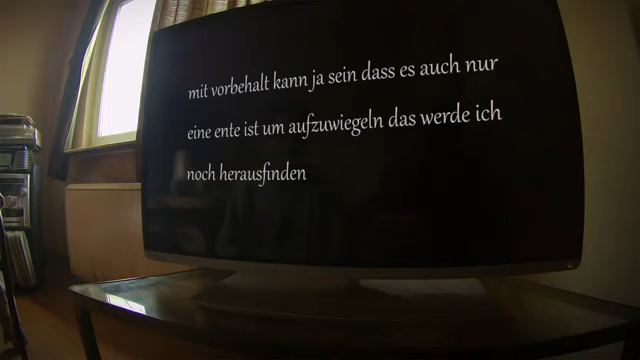 mit vorbehalt kann ja sein dass es auch nur
eine ente ist um aufzuwiegeln das werde ich
noch herausfinden